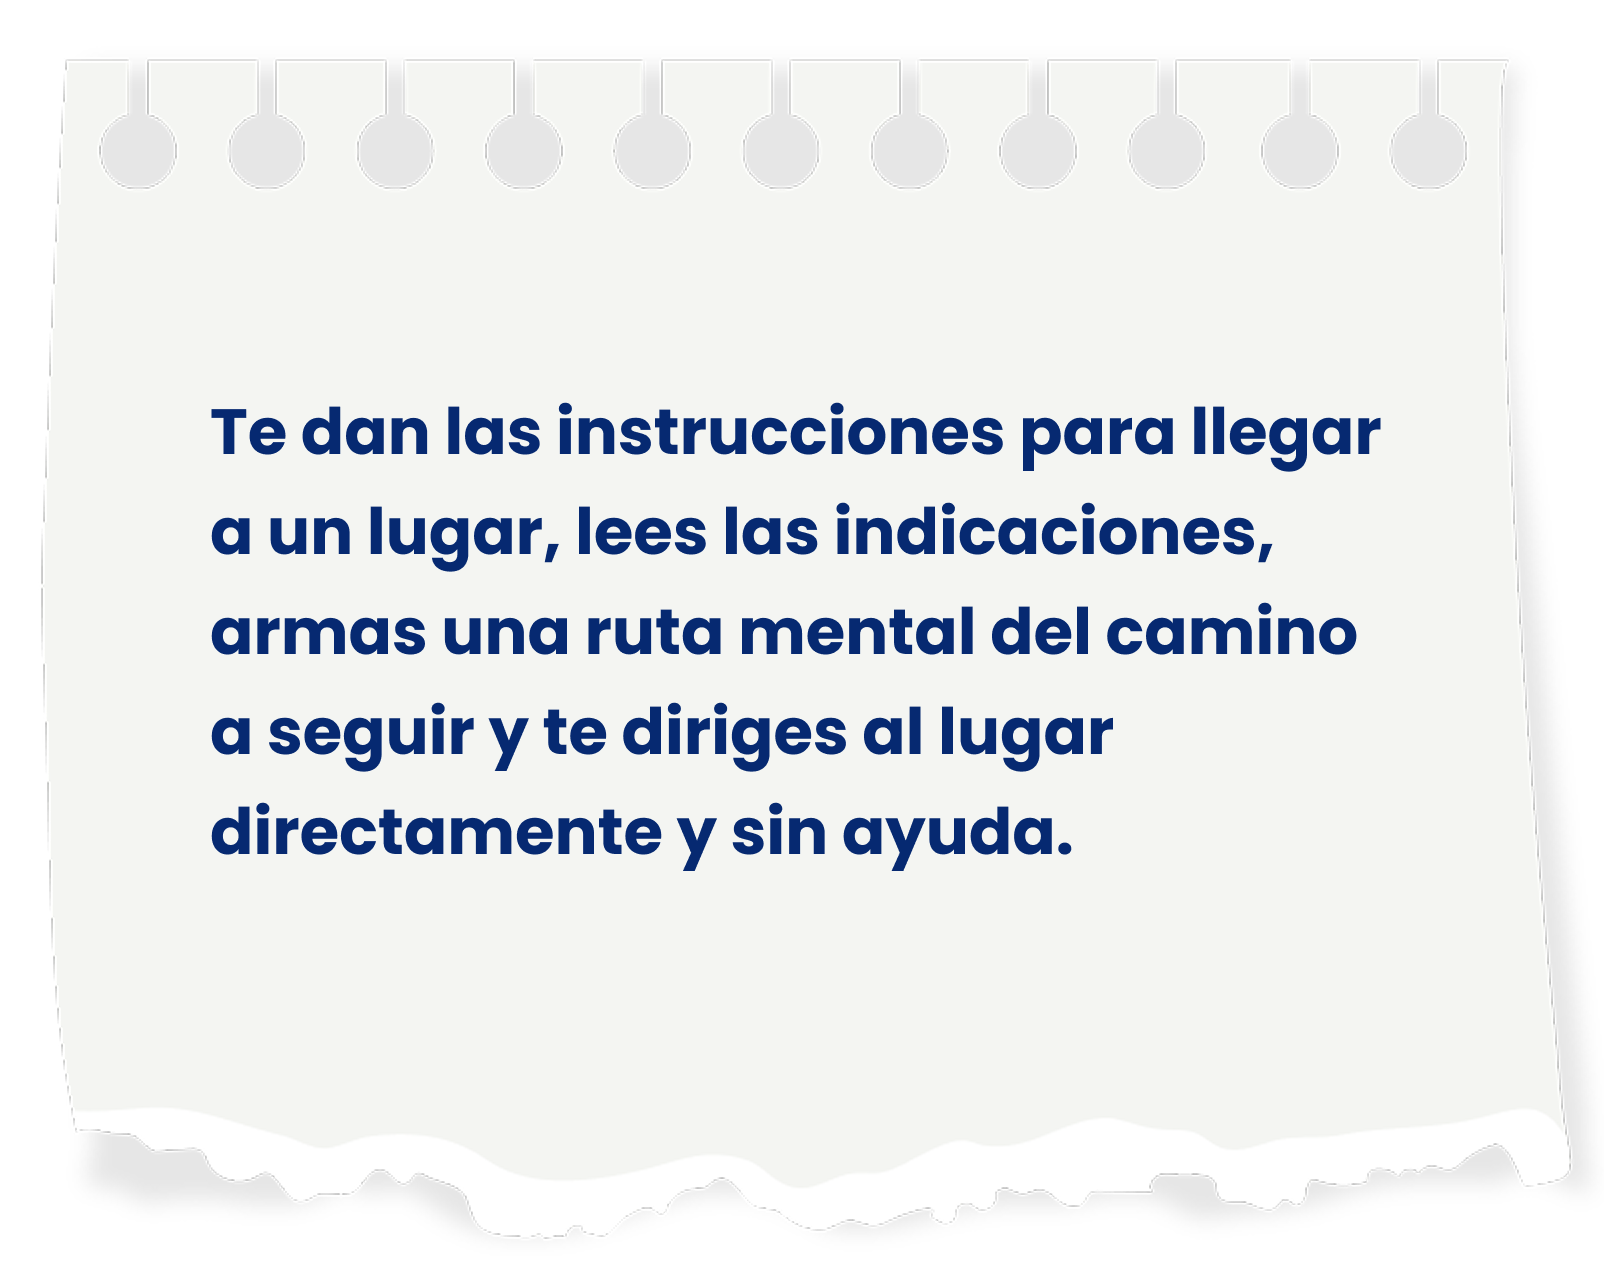 Te dan las instrucciones para llegar
a un lugar, lees las indicaciones,
armas una ruta mental del camino
a seguir y te diriges al lugar
directamente y sin ayuda.